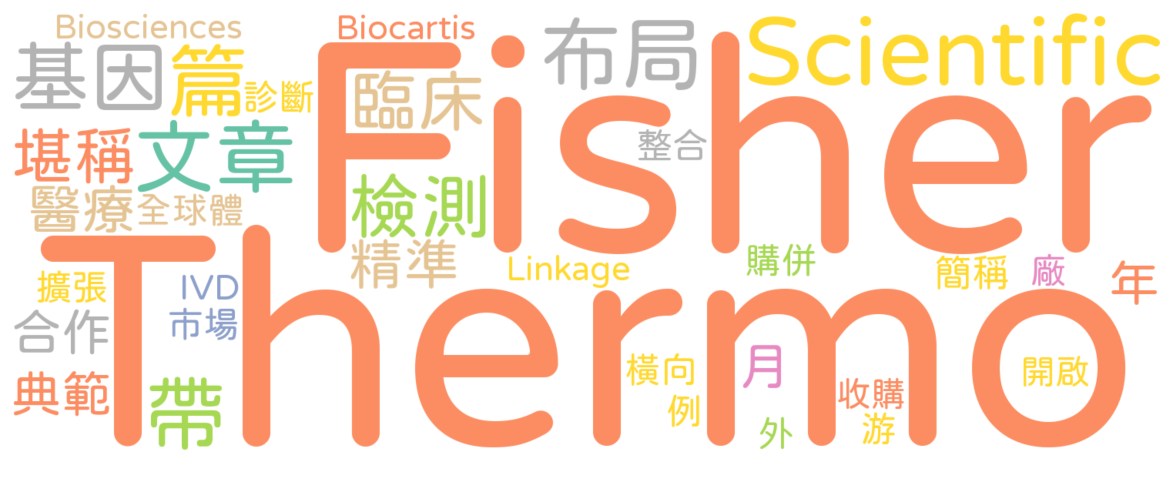 Biosciences
Biocartis
布局
Scientific
基因
篇
診斷
臨床
Fisher
整合
堪稱
文章
檢測
醫療
全球體
精準
Thermo
Linkage
購併
簡稱
廠
年
擴張
IVD
市場
合作
橫向
月
開啟
典範
帶
例
收購
外
游